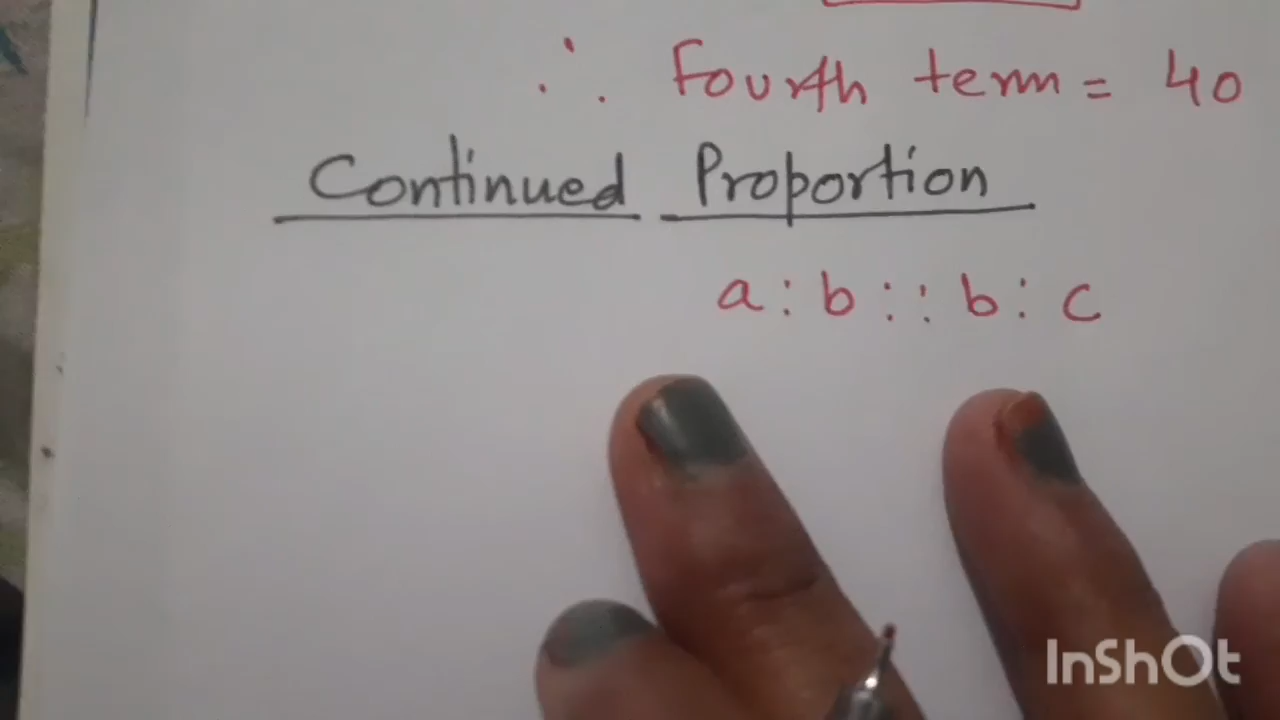 ∴ Fourth term = 40
Continued Proportion
a : b :: b : c
InShOt